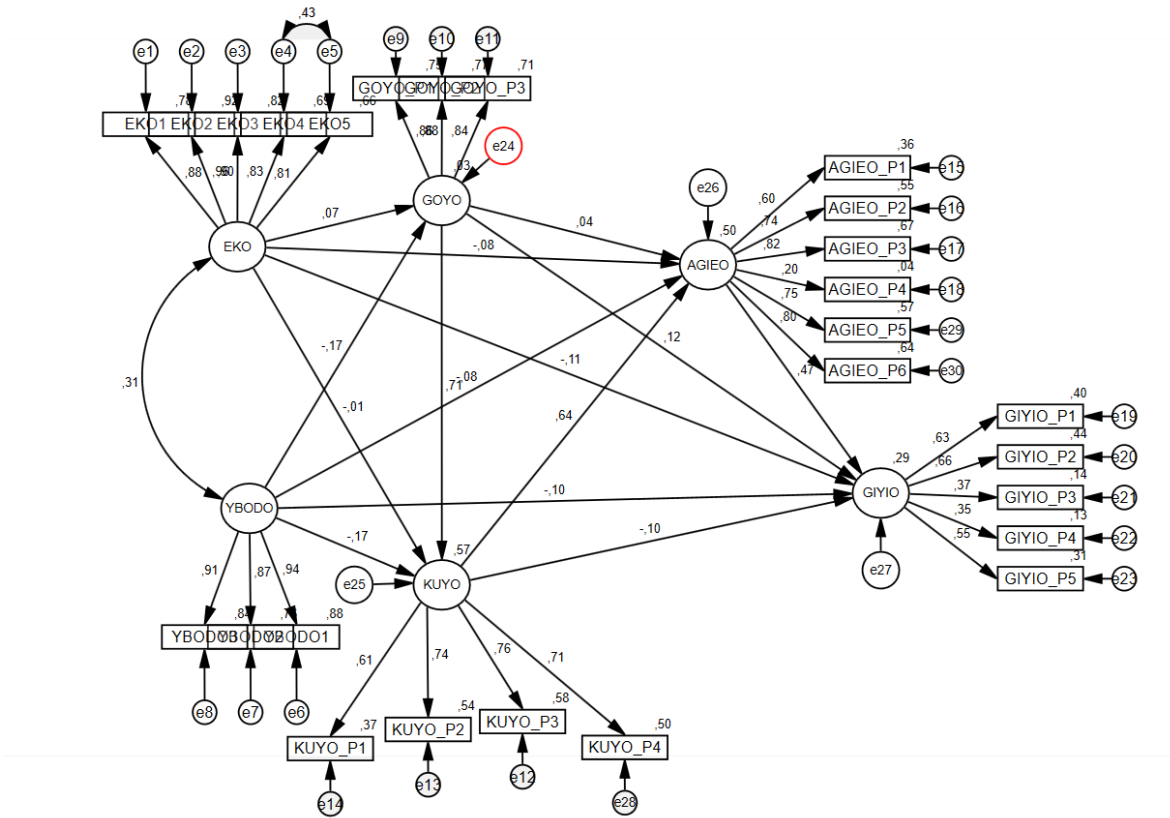 ,43
e1 e2 e3 e4 e5
e9 e10 e11
,71
EKO1 EKO2 EKO3 EKO4 EKO5
GOYO_P3
,88 ,83 ,81
,84
e24
,03
GOYO
EKO
,07
,04
-,08
e26
,50
AGIEO
,60
,74
,82
,20
,75
,80
,36
AGIEO_P1 e15
,55
AGIEO_P2 e16
,67
AGIEO_P3 e17
,04
AGIEO_P4 e18
,57
AGIEO_P5 e29
,64
AGIEO_P6 e30
,31
-,17
-,01
,71
-,08
-,11
,12
,47
,64
,29
GIYIO
e27
,63
,66
,37
,35
,55
,40
GIYIO_P1 e19
,44
GIYIO_P2 e20
,14
GIYIO_P3 e21
,13
GIYIO_P4 e22
,31
GIYIO_P5 e23
YBODO
-,10
-,17
-,10
,57
e25
KUYO
,91 ,87 ,94
,88
YBODO3 YBODO2 YBODO1
e8 e7 e6
,61 ,74 ,76 ,71
,37
KUYO_P1
e14
,54
KUYO_P2
e13
,58
KUYO_P3
e12
,50
KUYO_P4
e28